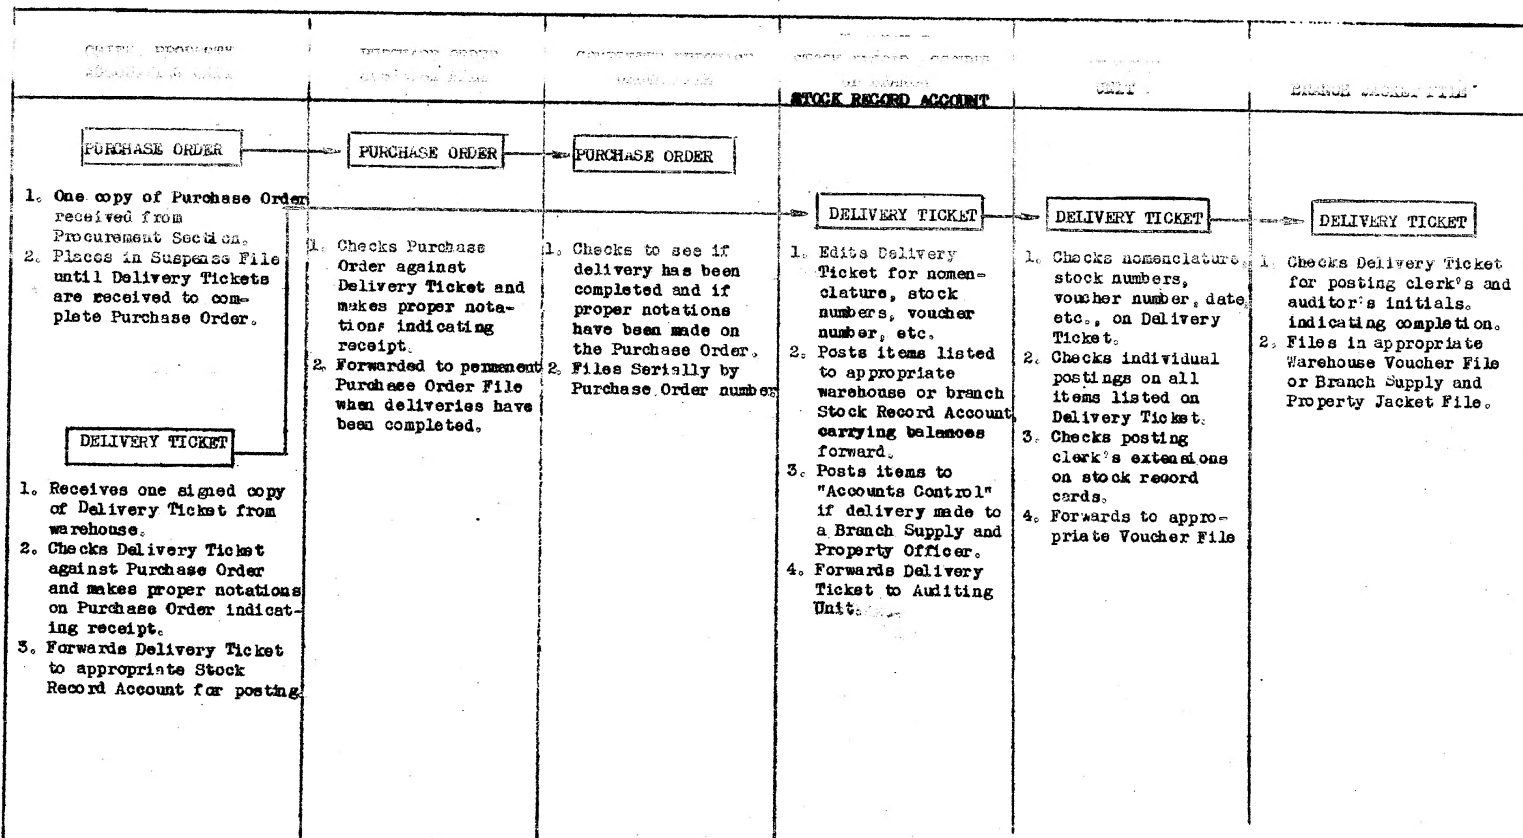 PURCHASE ORDER
STOCK RECORD ACCOUNT
UNIT
BRANCH JACKET FILE
PURCHASE ORDER
1. One copy of Purchase Order
received from
Procurement Section.
2. Places in Suspense File
until Delivery Tickets
are received to com-
plete Purchase Order.
DELIVERY TICKET
1. Receives one signed copy
of Delivery Ticket from
warehouse.
2. Checks Delivery Ticket
against Purchase Order
and makes proper notations
on Purchase Order indicat-
ing receipt.
3. Forwards Delivery Ticket
to appropriate Stock
Record Account for posting.
PURCHASE ORDER
1. Checks Purchase
Order against
Delivery Ticket and
makes proper nota-
tions indicating
receipt.
2. Forwarded to permanent
Purchase Order File
when deliveries have
been completed.
PURCHASE ORDER
1. Checks to see if
delivery has been
completed and if
proper notations
have been made on
the Purchase Order.
2. Files Serially by
Purchase Order number
DELIVERY TICKET
1. Edits Delivery
Ticket for nomen-
clature, stock
numbers, voucher
number, etc.
2. Posts items listed
to appropriate
warehouse or branch
Stock Record Account
carrying balances
forward.
3. Posts items to
"Accounts Control"
if delivery made to
a Branch Supply and
Property Officer.
4. Forwards Delivery
Ticket to Auditing
Unit.
DELIVERY TICKET
1. Checks nomenclature,
stock numbers,
voucher number, date,
etc., on Delivery
Ticket.
2. Checks individual
postings on all
items listed on
Delivery Ticket.
3. Checks posting
clerk's extensions
on stock record
cards.
4. Forwards to appro-
priate Voucher File
DELIVERY TICKET
1. Checks Delivery Ticket
for posting clerk's and
auditor's initials.
indicating completion.
2. Files in appropriate
Warehouse Voucher File
or Branch Supply and
Property Jacket File.